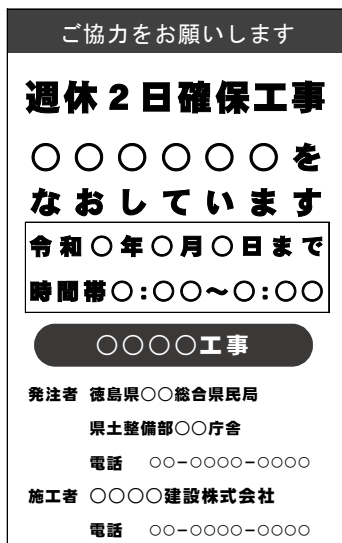 ご協力をお願いします
週休2日確保工事
○○○○○○を
なおしています
令和○年○月○日まで
時間帯○:○○~○:○○
○○○○工事
発注者 徳島県○○総合県民局
県土整備部○○庁舎
電話 ○○-○○○○-○○○○
施工者 ○○○○建設株式会社
電話 ○○-○○○○-○○○○